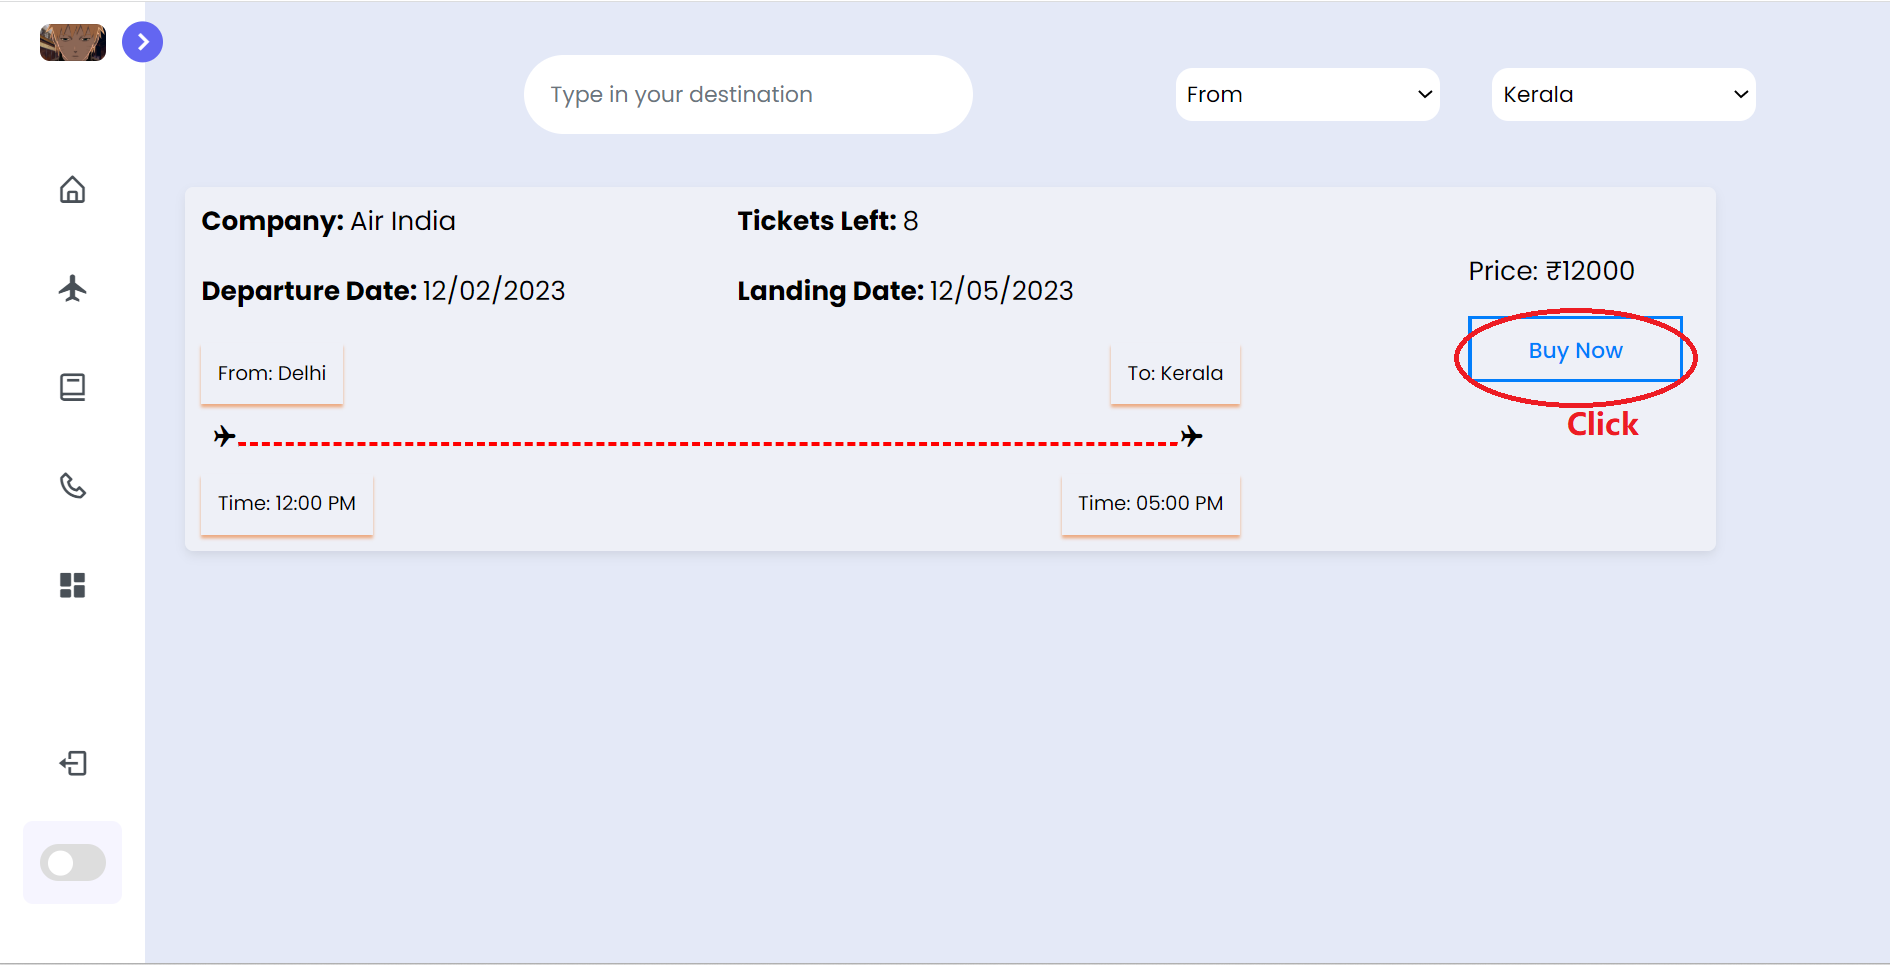 Type in your destination
From
Kerala
Company: Air India
Tickets Left: 8
Departure Date: 12/02/2023
Landing Date: 12/05/2023
Price: ₹12000
Buy Now
Click
From: Delhi
To: Kerala
Time: 12:00 PM
Time: 05:00 PM